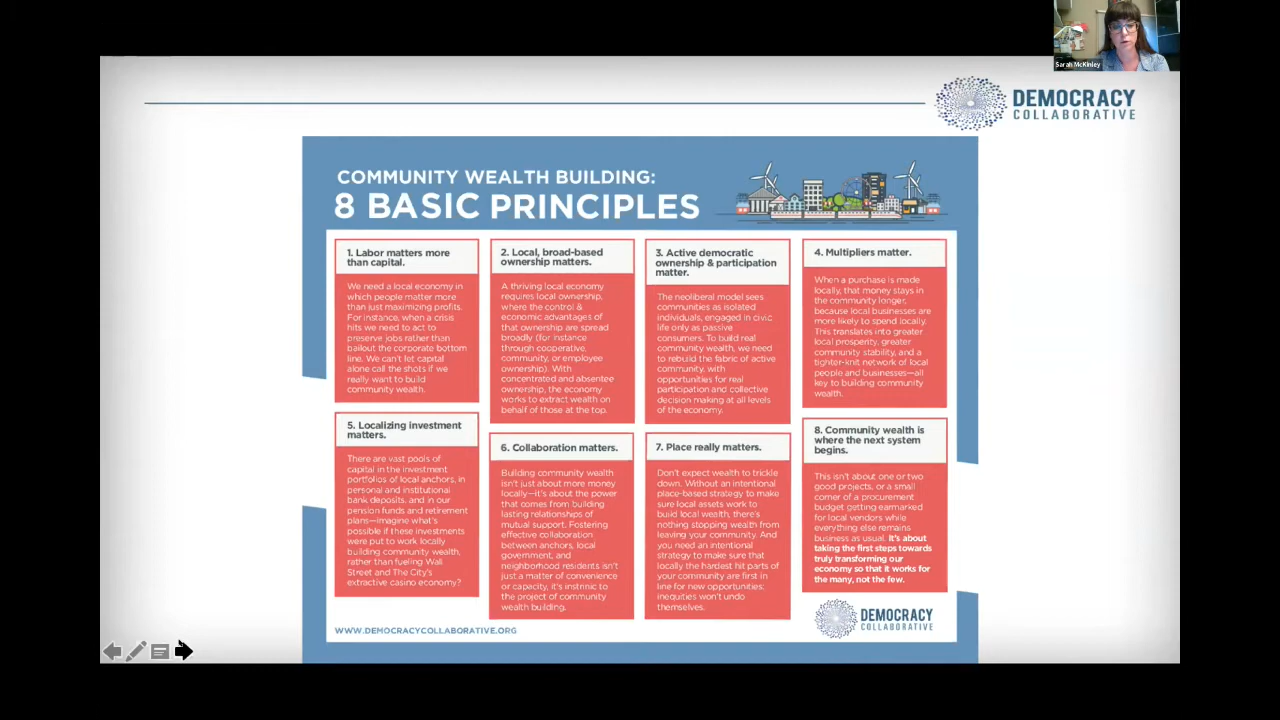 Sarah McKinley
DEMOCRACY
COLLABORATIVE
COMMUNITY WEALTH BUILDING:
8 BASIC PRINCIPLES
1. Labor matters more
than capital.
We need a local economy in
which people matter more
than just maximizing profits.
For instance, when a crisis
hits we need to act to
preserve jobs rather than
bailout the corporate bottom
line. We can't let capital
alone call the shots if we
really want to build
community wealth.
2. Local, broad-based
ownership matters.
A thriving local economy
requires local ownership,
where the control &
economic advantages of
that ownership are spread
broadly (for instance
through cooperative,
community, or employee
ownership). With
concentrated and absentee
ownership, the economy
works to extract wealth on
behalf of those at the top.
3. Active democratic
ownership & participation
matter.
The neoliberal model sees
communities as isolated
individuals, engaged in civic
life only as passive
consumers. To build real
community wealth, we need
to rebuild the fabric of active
community, with
opportunities for real
participation and collective
decision making at all levels
of the economy.
4. Multipliers matter.
When a purchase is made
locally, that money stays in
the community longer,
because local businesses are
more likely to spend locally.
This translates into greater
local prosperity, greater
community stability, and a
tighter-knit network of local
people and businesses—all
key to building community
wealth.
5. Localizing investment
matters.
There are vast pools of
capital in the investment
portfolios of local anchors, in
personal and institutional
bank deposits, and in our
pension funds and retirement
plans—imagine what's
possible if these investments
were put to work locally
building community wealth,
rather than fueling Wall
Street and The City's
extractive casino economy?
6. Collaboration matters.
Building community wealth
isn't just about more money
locally—it's about the power
that comes from building
lasting relationships of
mutual support. Fostering
effective collaboration
between anchors, local
government, and
neighborhood residents isn't
just a matter of convenience
or capacity, it's instrinic to
the project of community
wealth building.
7. Place really matters.
Don't expect wealth to trickle
down. Without an intentional
place-based strategy to make
sure local assets work to
build local wealth, there's
nothing stopping wealth from
leaving your community. And
you need an intentional
strategy to make sure that
locally the hardest hit parts of
your community are first in
line for new opportunities:
inequities won't undo
themselves.
8. Community wealth is
where the next system
begins.
This isn't about one or two
good projects, or a small
corner of a procurement
budget getting earmarked
for local vendors while
everything else remains
business as usual. It's about
taking the first steps towards
truly transforming our
economy so that it works for
the many, not the few.
WWW.DEMOCRACYCOLLABORATIVE.ORG
DEMOCRACY
COLLABORATIVE